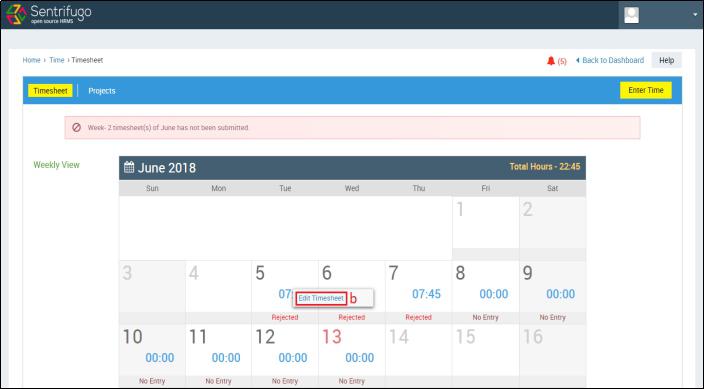 Sentrifugo
open source HRMS
Home › Time › Timesheet
(5) Back to Dashboard Help
Timesheet Projects Enter Time
Week- 2 timesheet(s) of June has not been submitted.
Weekly View
June 2018 Total Hours - 22:45
Sun Mon Tue Wed Thu Fri Sat
1 2
3 4 5 6 7 8 9
07: Edit Timesheet b 07:45 00:00 00:00
Rejected Rejected Rejected No Entry No Entry
10 11 12 13 14 15 16
00:00 00:00 00:00 00:00
No Entry No Entry No Entry No Entry